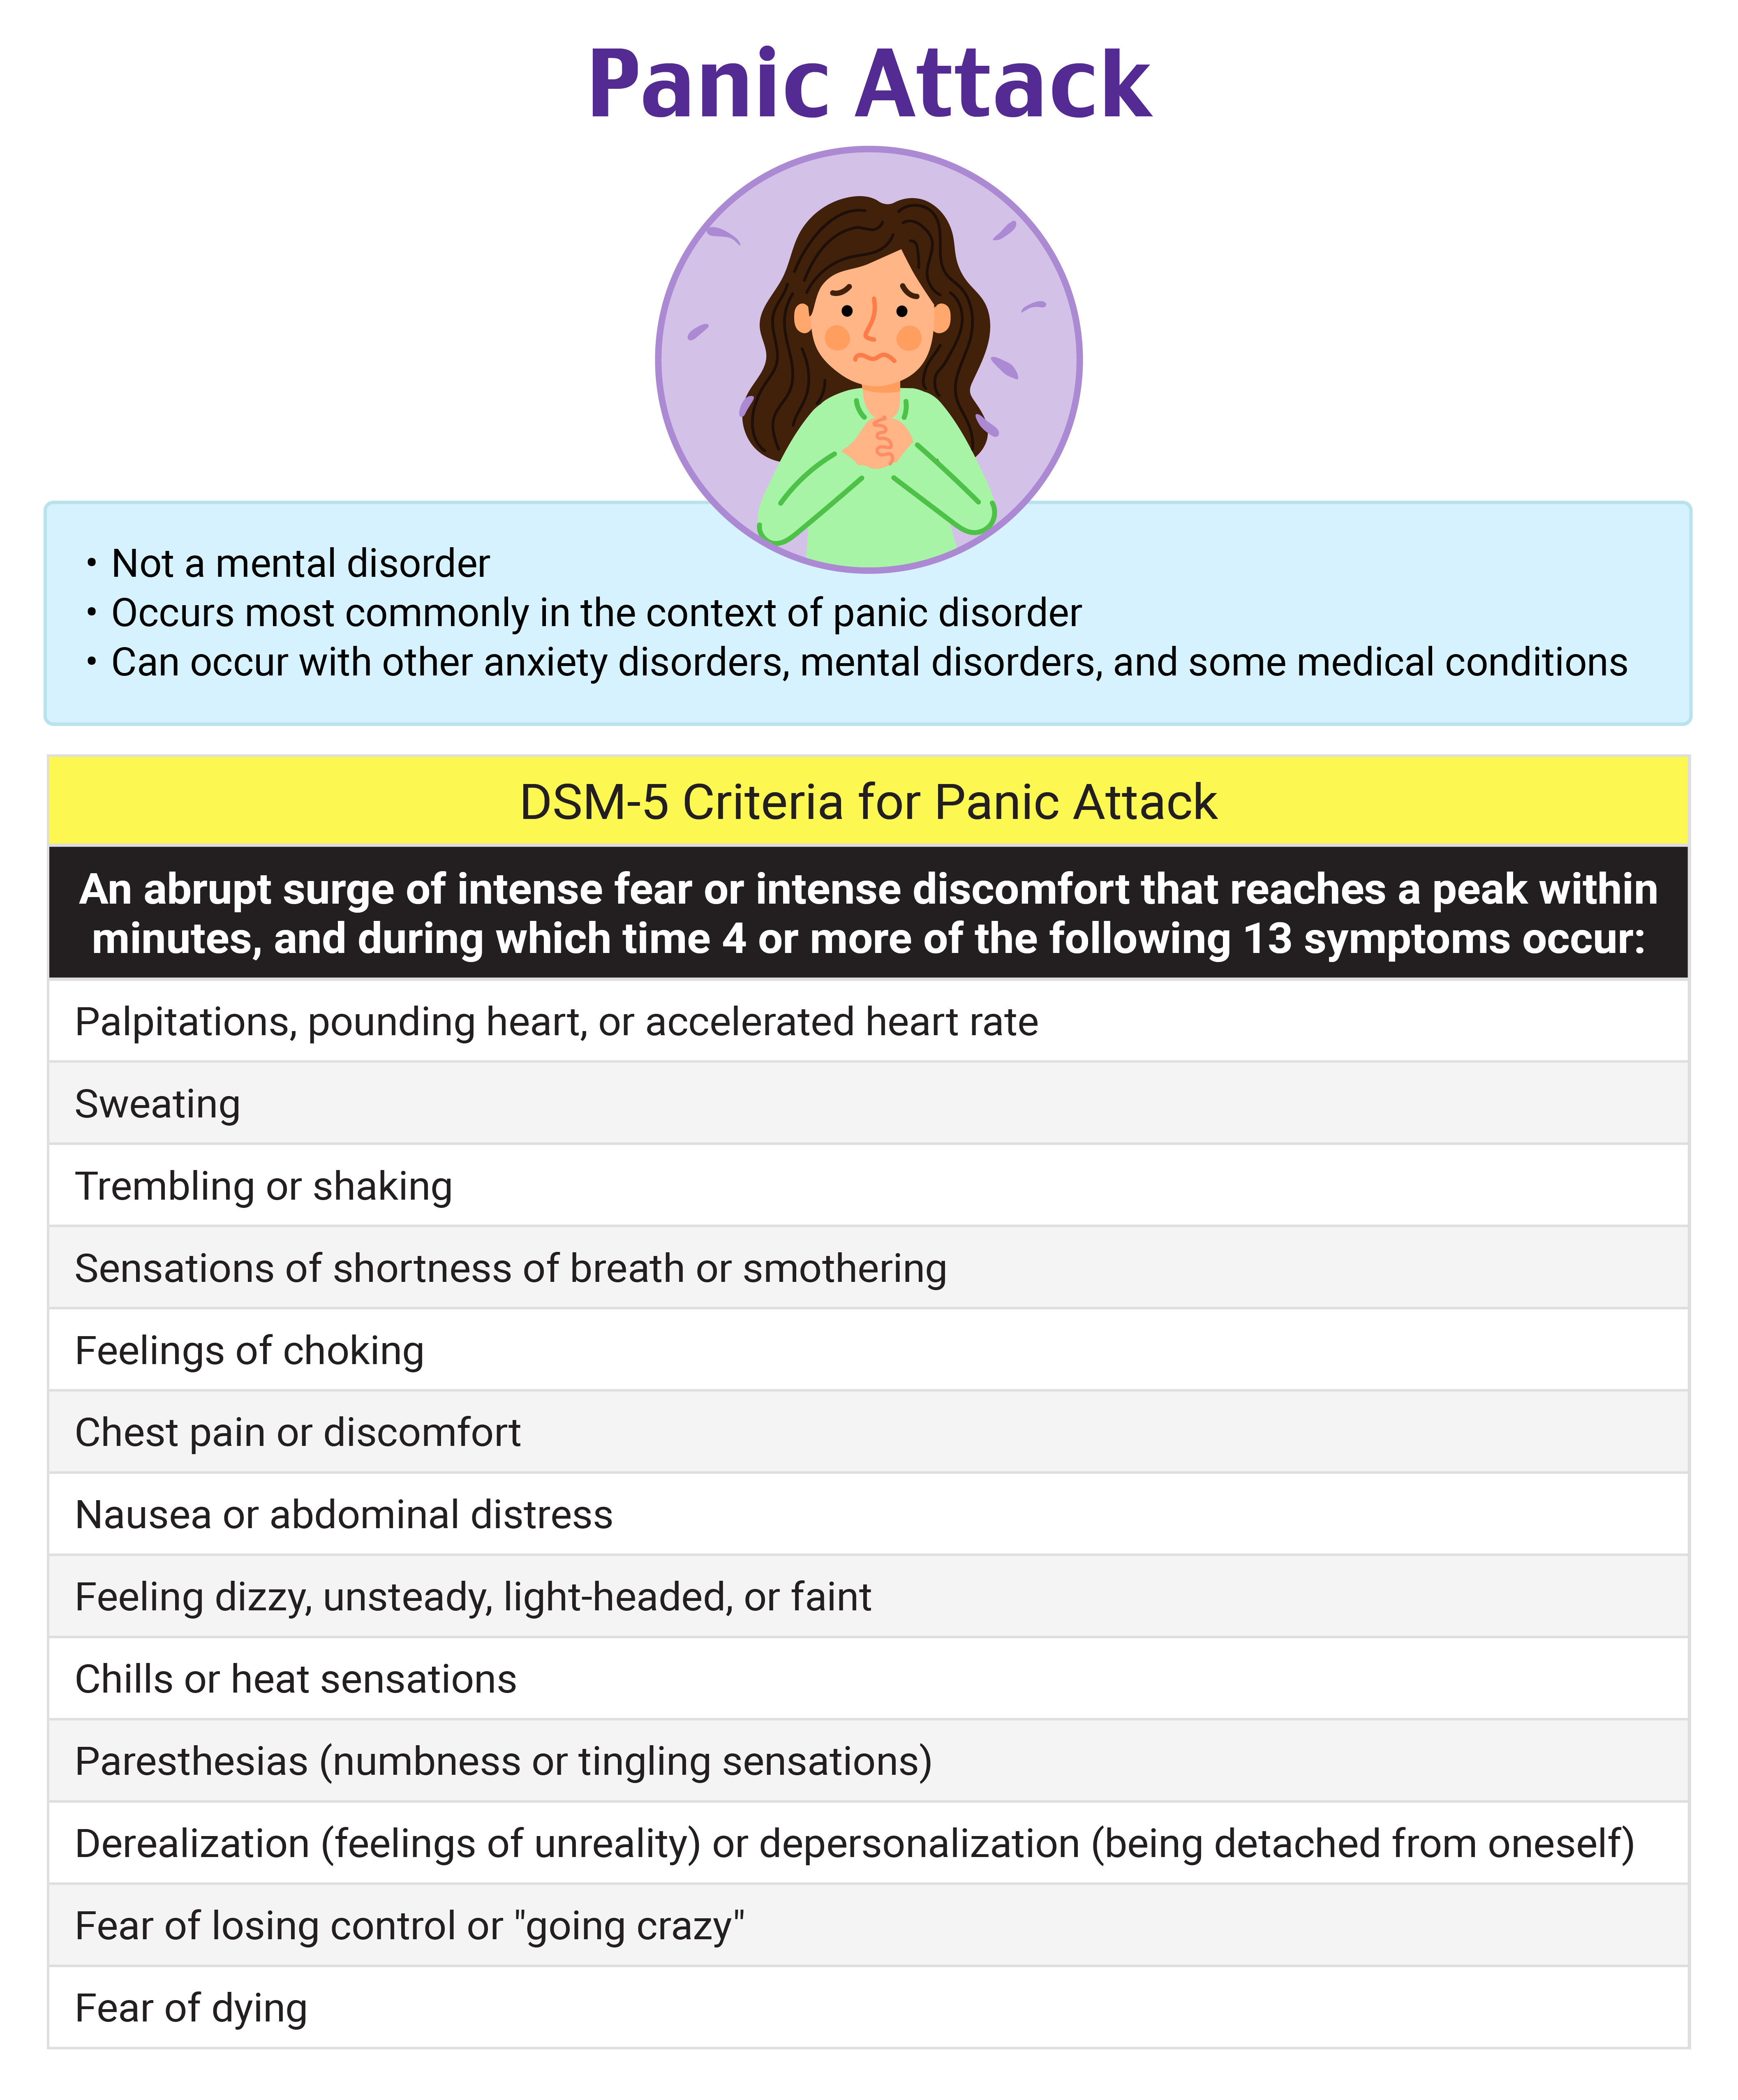 Panic Attack
• Not a mental disorder
• Occurs most commonly in the context of panic disorder
• Can occur with other anxiety disorders, mental disorders, and some medical conditions
DSM-5 Criteria for Panic Attack
An abrupt surge of intense fear or intense discomfort that reaches a peak within
minutes, and during which time 4 or more of the following 13 symptoms occur:
Palpitations, pounding heart, or accelerated heart rate
Sweating
Trembling or shaking
Sensations of shortness of breath or smothering
Feelings of choking
Chest pain or discomfort
Nausea or abdominal distress
Feeling dizzy, unsteady, light-headed, or faint
Chills or heat sensations
Paresthesias (numbness or tingling sensations)
Derealization (feelings of unreality) or depersonalization (being detached from oneself)
Fear of losing control or "going crazy"
Fear of dying